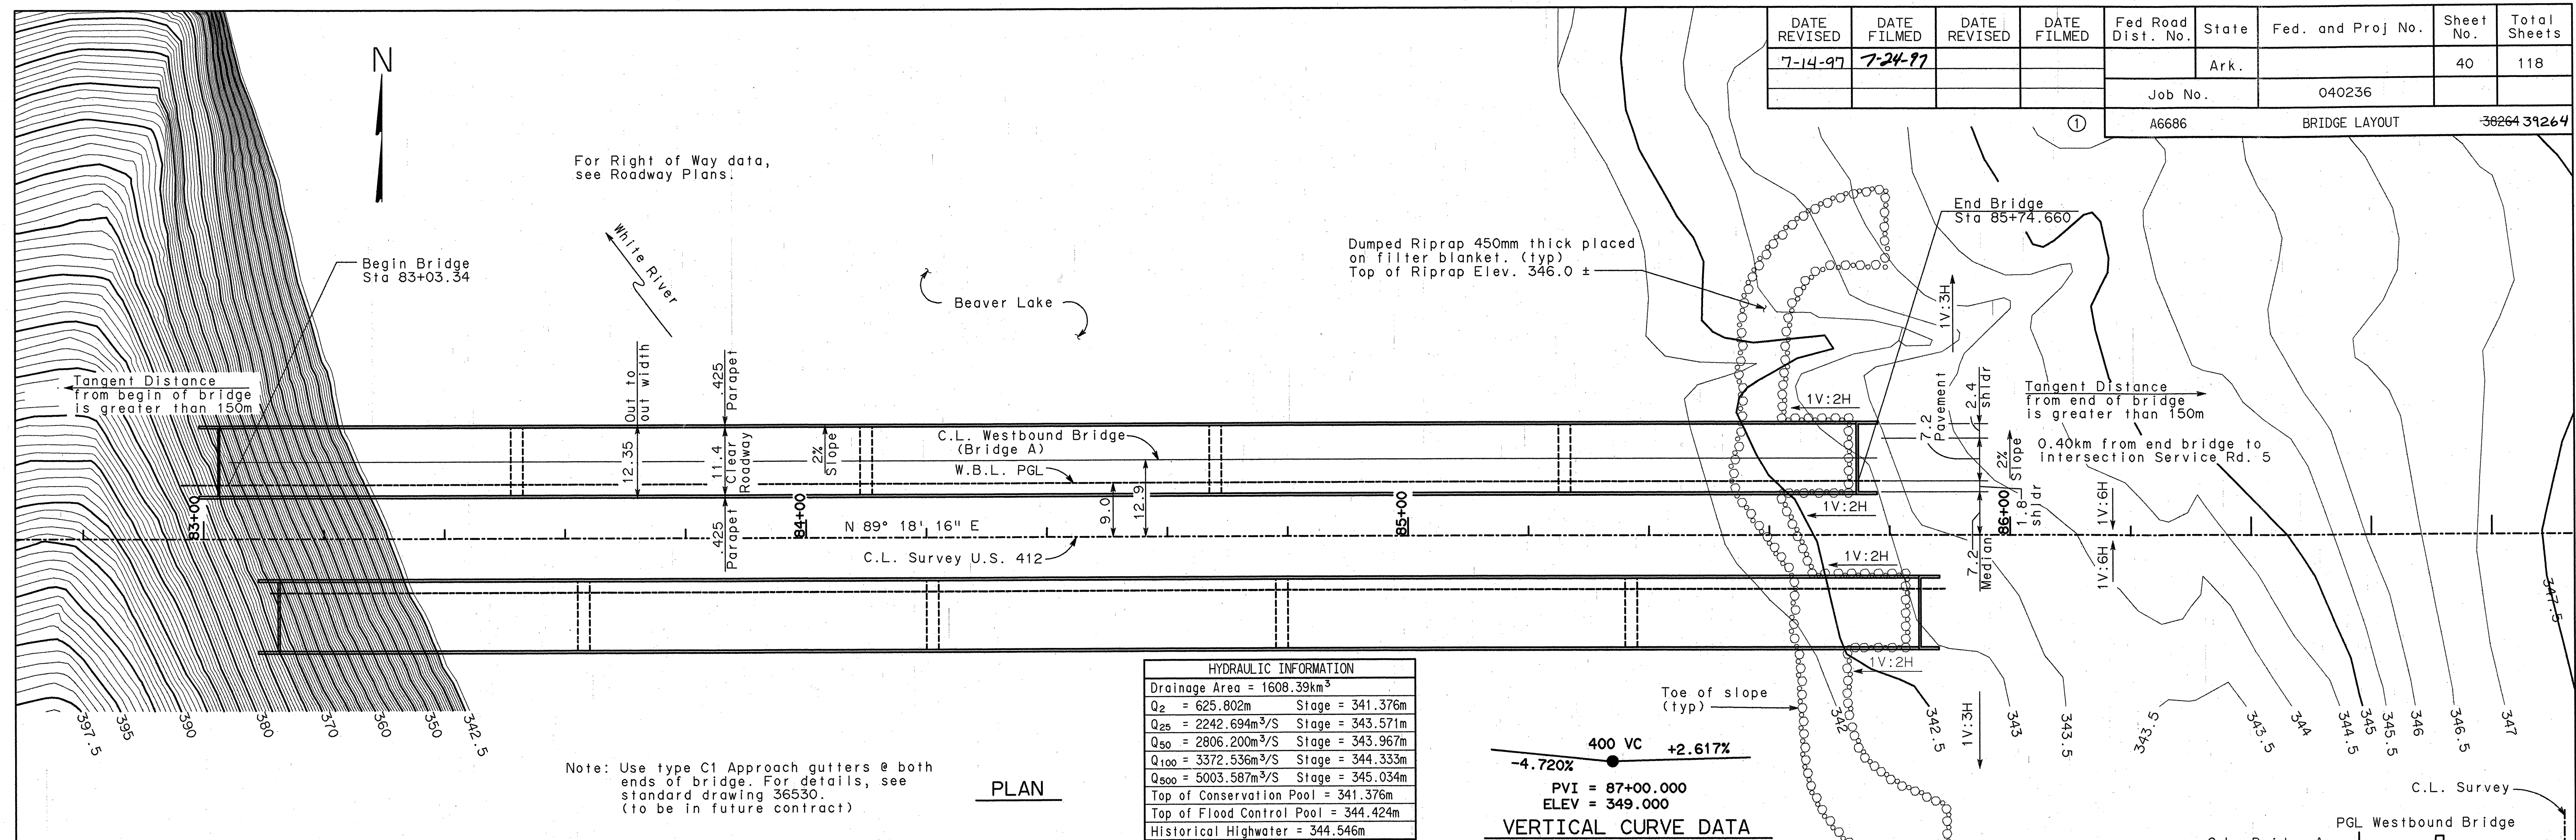 DATE REVISED
DATE FILMED
DATE REVISED
DATE FILMED
Fed Road Dist. No.
State
Fed. and Proj No.
Sheet No.
Total Sheets
7-14-97
7-24-97
Ark.
40
118
Job No.
040236
1
A6686
BRIDGE LAYOUT
38264 39264
N
For Right of Way data,
see Roadway Plans.
White River
Begin Bridge
Sta 83+03.34
Beaver Lake
Dumped Riprap 450mm thick placed
on filter blanket. (typ)
Top of Riprap Elev. 346.0 ±
End Bridge
Sta 85+74.660
1V:3H
Tangent Distance
from begin of bridge
is greater than 150m
Out to
out width
12.35
.425
Parapet
11.4
Clear
Roadway
2%
Slope
C.L. Westbound Bridge
(Bridge A)
W.B.L. PGL
9.0
12.9
1V:2H
7.2
Pavement
2.4
shldr
2%
Slope
Tangent Distance
from end of bridge
is greater than 150m
0.40km from end bridge to
intersection Service Rd. 5
1.8
shldr
83+00
84+00
85+00
86+00
.425
Parapet
N 89° 18' 16" E
C.L. Survey U.S. 412
1V:2H
1V:2H
7.2
Median
1V:6H
1V:6H
347.5
1V:2H
1V:3H
397.5
395
390
380
370
360
350
342.5
Toe of slope
(typ)
342
342.5
343
343.5
343.5
343.5
344
344.5
345
345.5
346
346.5
347
Note: Use type C1 Approach gutters @ both
ends of bridge. For details, see
standard drawing 36530.
(to be in future contract)
PLAN
HYDRAULIC INFORMATION
Drainage Area = 1608.39km³
Q₂ = 625.802m Stage = 341.376m
Q₂₅ = 2242.694m³/S Stage = 343.571m
Q₅₀ = 2806.200m³/S Stage = 343.967m
Q₁₀₀ = 3372.536m³/S Stage = 344.333m
Q₅₀₀ = 5003.587m³/S Stage = 345.034m
Top of Conservation Pool = 341.376m
Top of Flood Control Pool = 344.424m
Historical Highwater = 344.546m
400 VC
-4.720%
+2.617%
PVI = 87+00.000
ELEV = 349.000
VERTICAL CURVE DATA
C.L. Survey
PGL Westbound Bridge